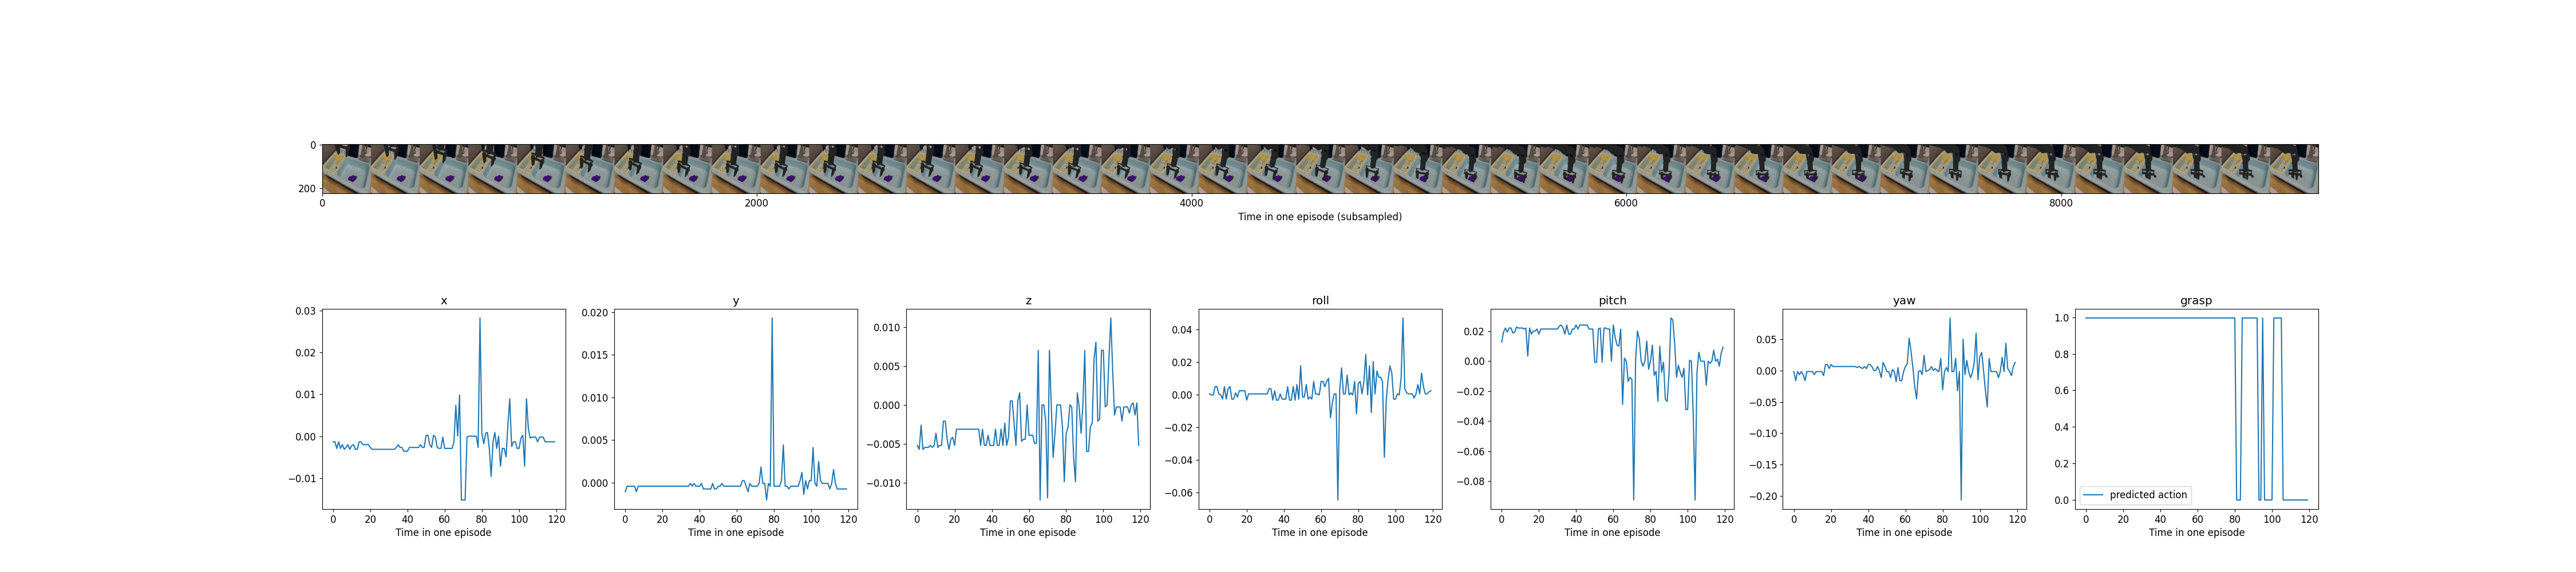 0
200
0 2000 4000 6000 8000
Time in one episode (subsampled)
x y z roll pitch yaw grasp
0.03
0.02
0.01
0.00
−0.01
0 20 40 60 80 100 120
Time in one episode
0.020
0.015
0.010
0.005
0.000
0 20 40 60 80 100 120
Time in one episode
0.010
0.005
0.000
−0.005
−0.010
0 20 40 60 80 100 120
Time in one episode
0.04
0.02
0.00
−0.02
−0.04
−0.06
0 20 40 60 80 100 120
Time in one episode
0.02
0.00
−0.02
−0.04
−0.06
−0.08
0 20 40 60 80 100 120
Time in one episode
0.05
0.00
−0.05
−0.10
−0.15
−0.20
0 20 40 60 80 100 120
Time in one episode
1.0
0.8
0.6
0.4
0.2
0.0
predicted action
0 20 40 60 80 100 120
Time in one episode